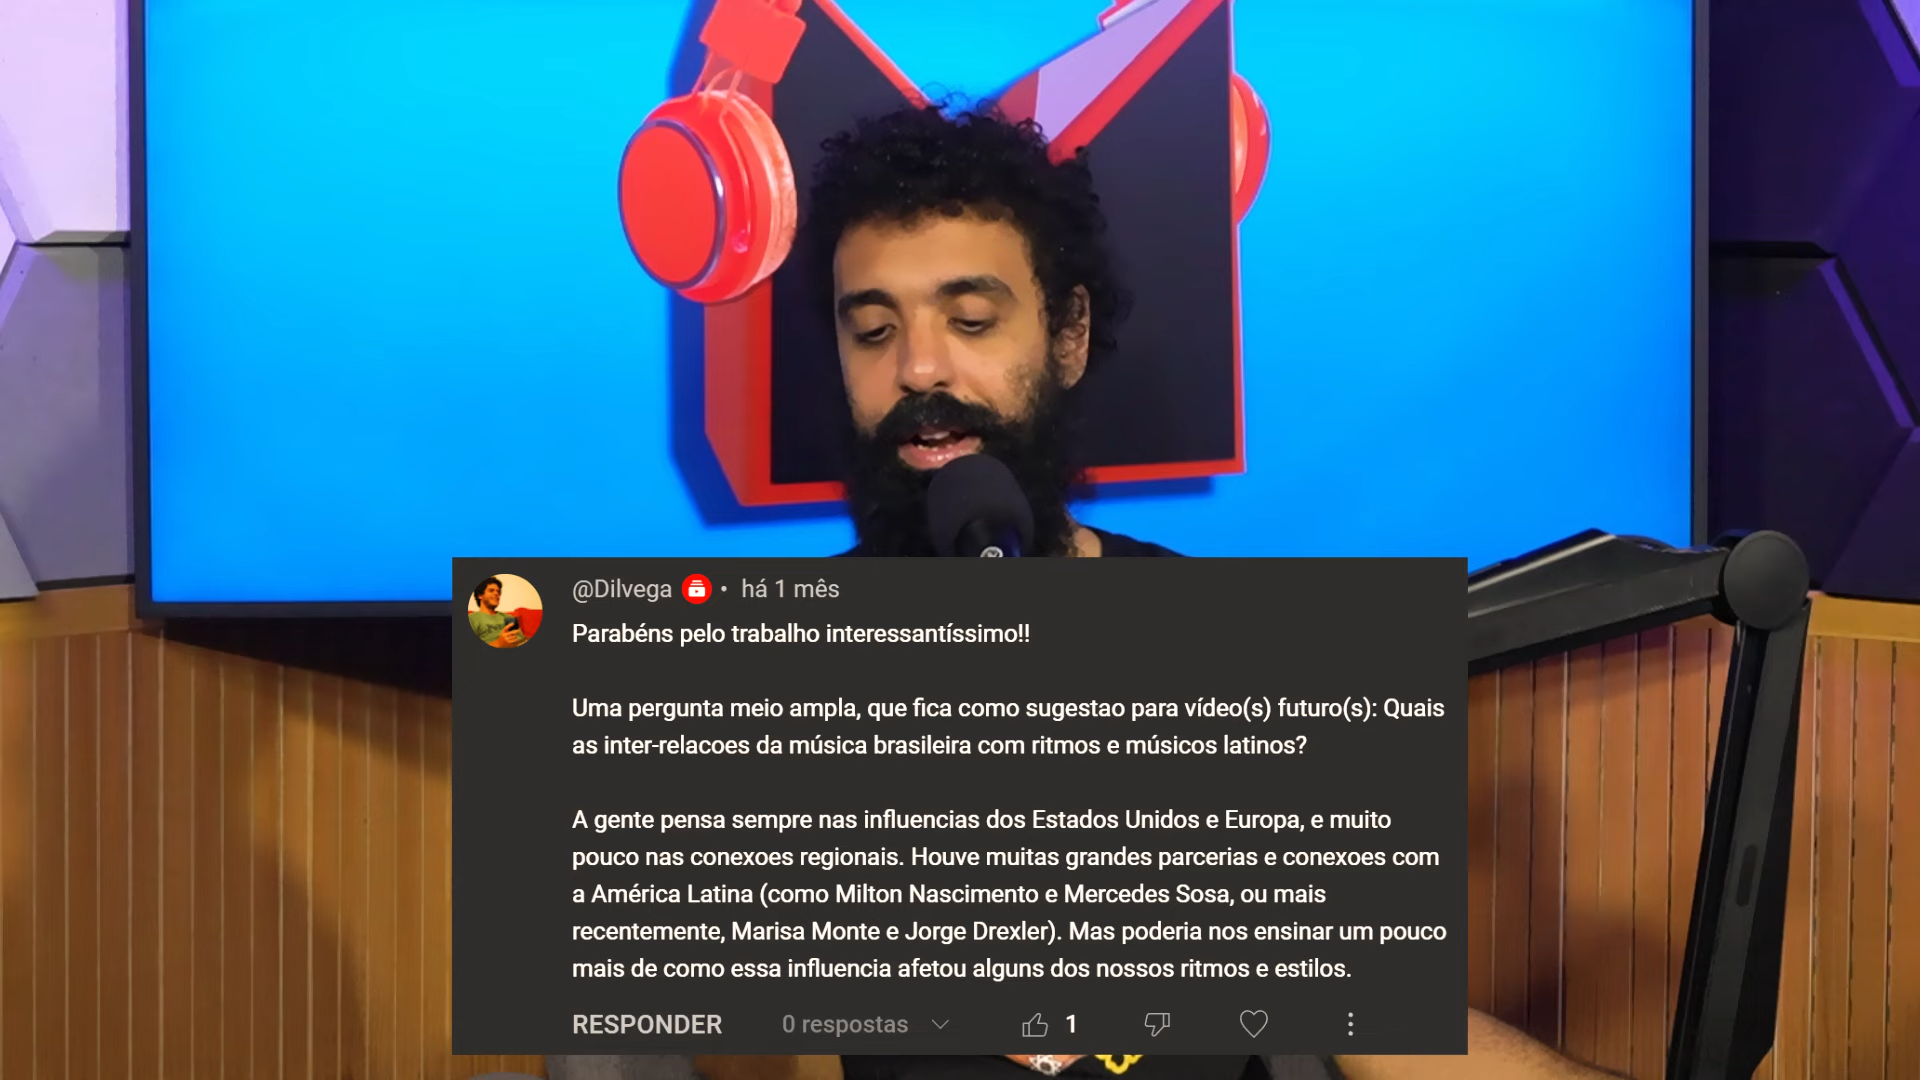 @Dilvega • há 1 mês
Parabéns pelo trabalho interessantíssimo!!
Uma pergunta meio ampla, que fica como sugestao para vídeo(s) futuro(s): Quais
as inter-relacoes da música brasileira com ritmos e músicos latinos?
A gente pensa sempre nas influencias dos Estados Unidos e Europa, e muito
pouco nas conexoes regionais. Houve muitas grandes parcerias e conexoes com
a América Latina (como Milton Nascimento e Mercedes Sosa, ou mais
recentemente, Marisa Monte e Jorge Drexler). Mas poderia nos ensinar um pouco
mais de como essa influencia afetou alguns dos nossos ritmos e estilos.
RESPONDER 0 respostas 1